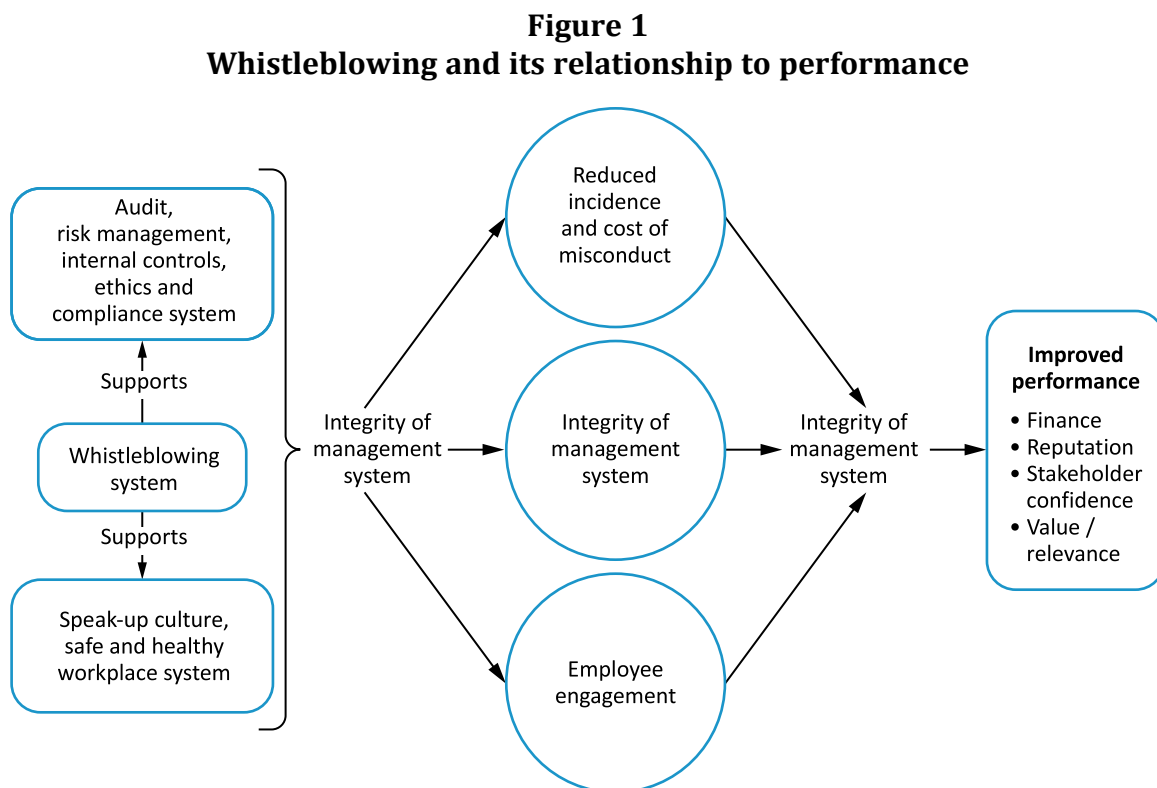 Figure 1
Whistleblowing and its relationship to performance
Audit,
risk management,
internal controls,
ethics and
compliance system
Supports
Whistleblowing
system
Supports
Speak-up culture,
safe and healthy
workplace system
Integrity of
management
system
Reduced
incidence
and cost of
misconduct
Integrity of
management
system
Employee
engagement
Integrity of
management
system
Improved
performance
• Finance
• Reputation
• Stakeholder
confidence
• Value /
relevance